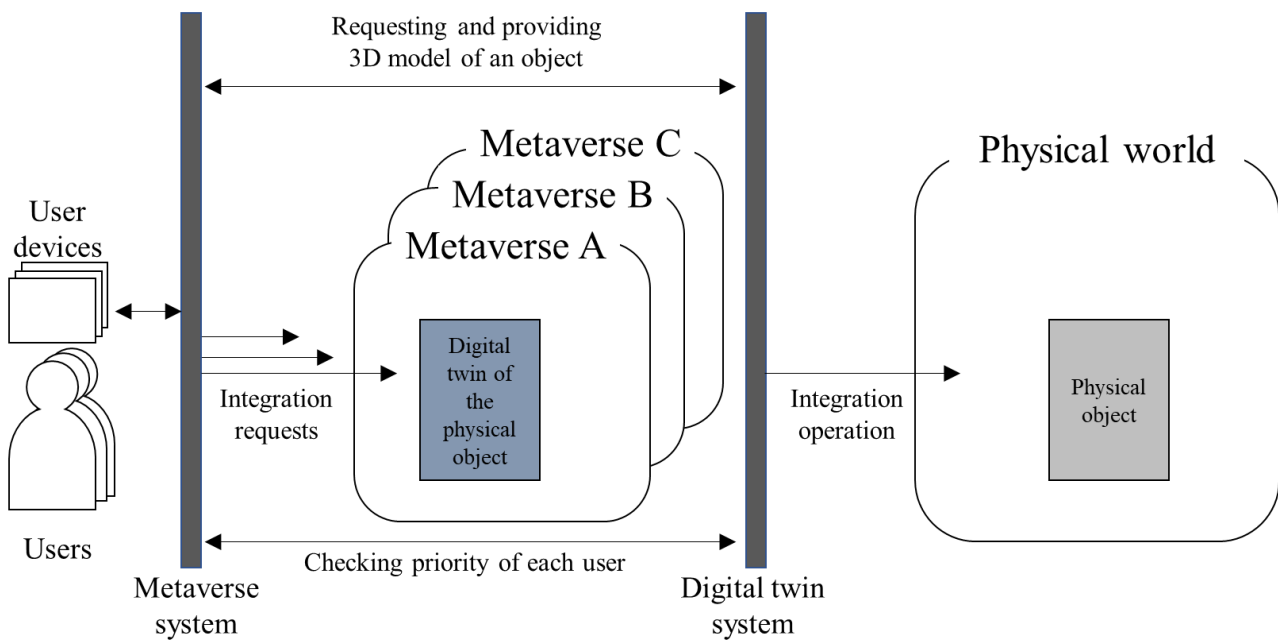 Requesting and providing
3D model of an object
Metaverse C
Metaverse B
Metaverse A
Physical world
User
devices
Digital
twin of
the
physical
object
Physical
object
Integration
requests
Integration
operation
Users
Checking priority of each user
Metaverse
system
Digital twin
system